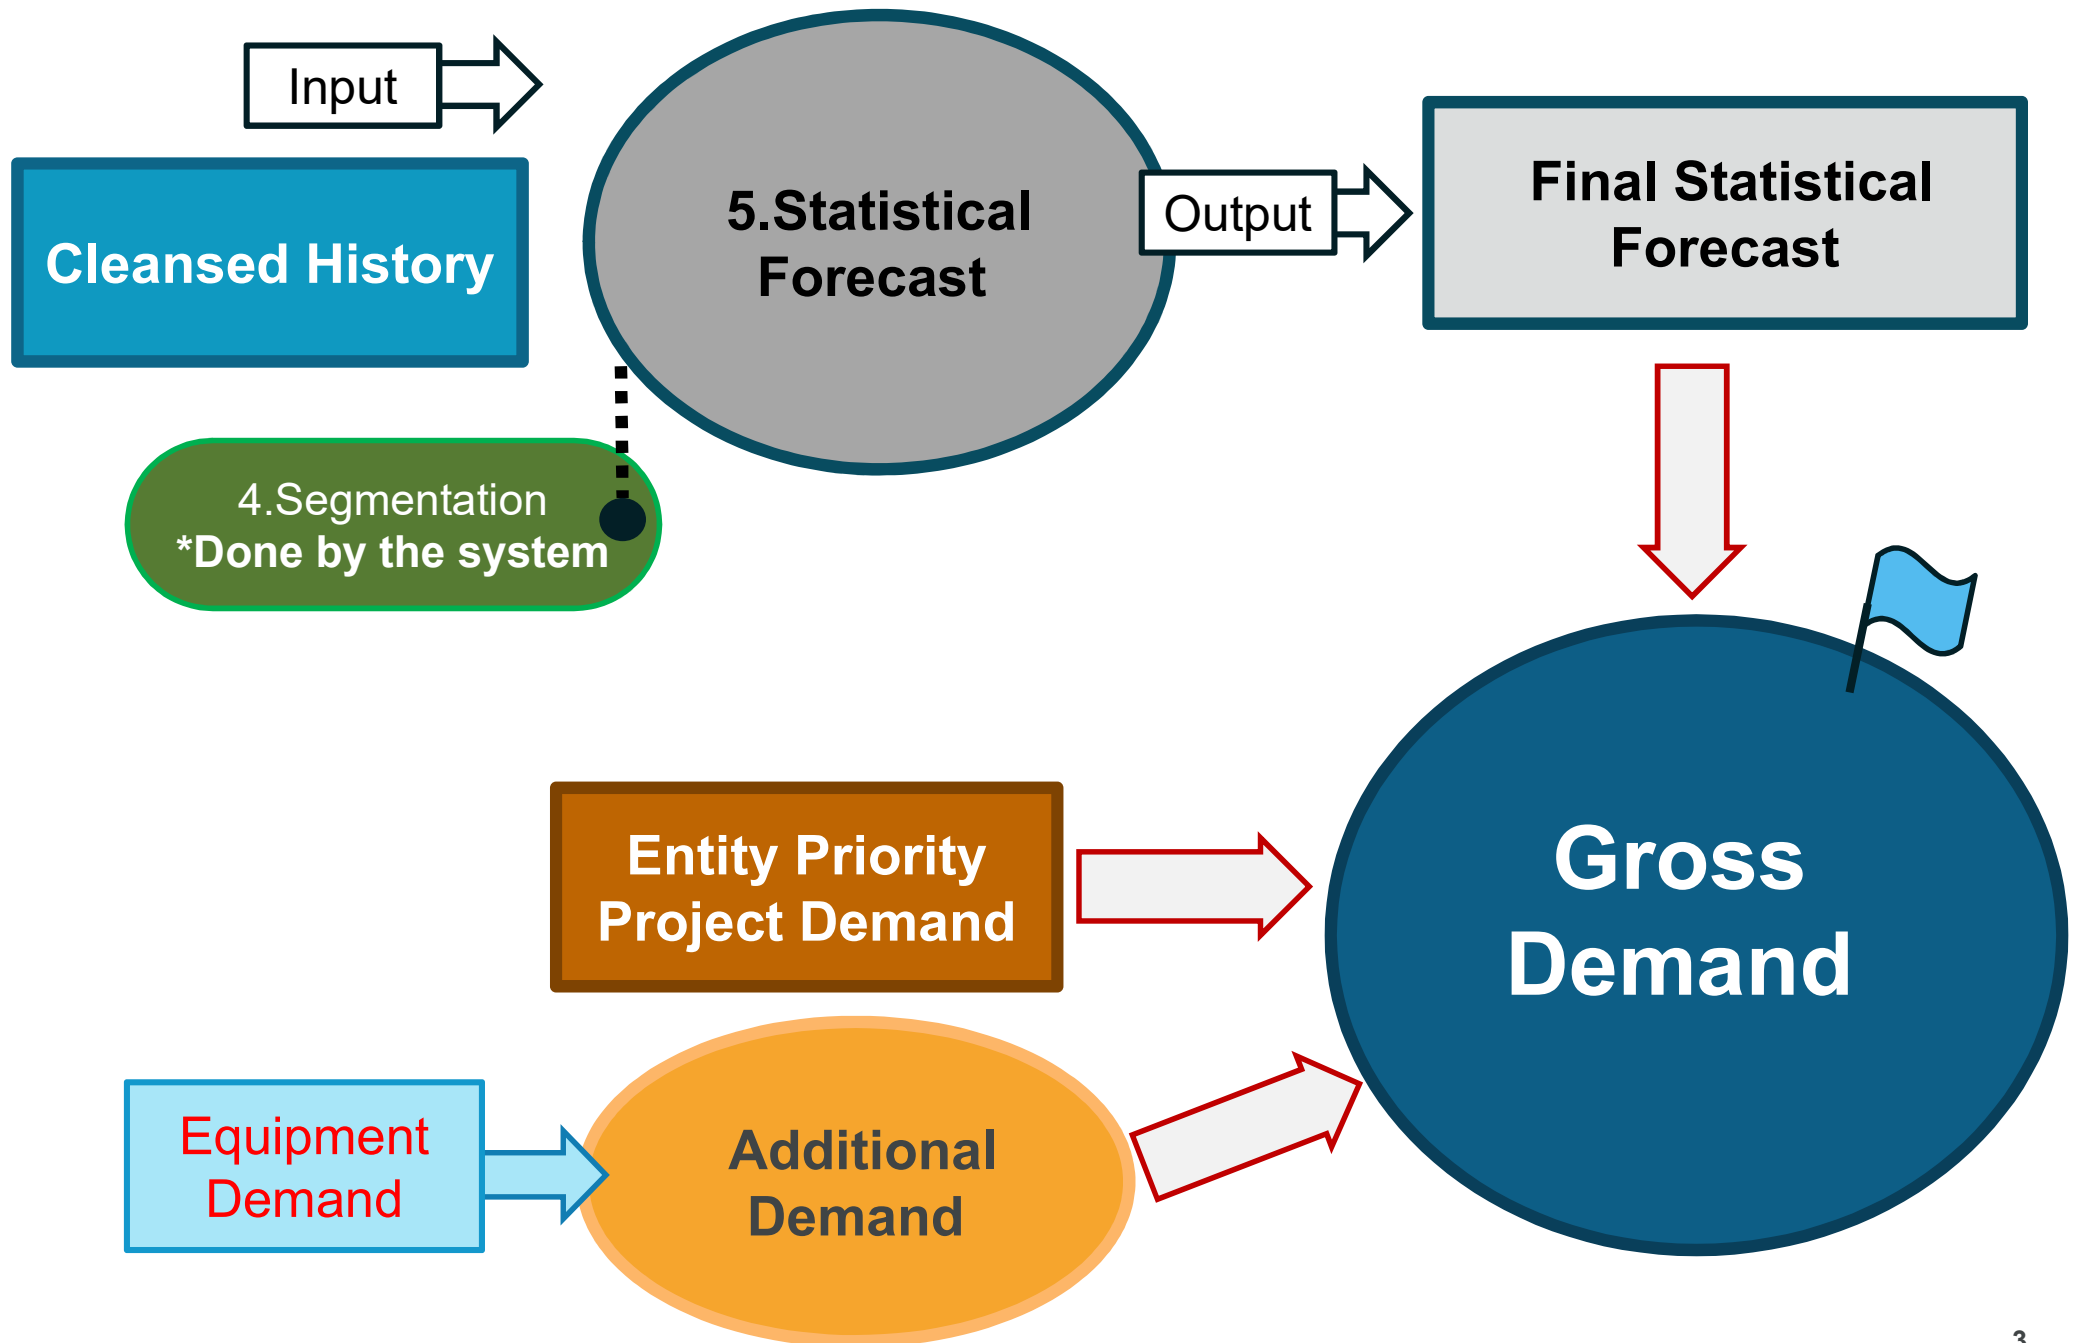 Input
Cleansed History
5.Statistical
Forecast
Output
Final Statistical
Forecast
4.Segmentation
*Done by the system
Entity Priority
Project Demand
Gross
Demand
Equipment
Demand
Additional
Demand
3